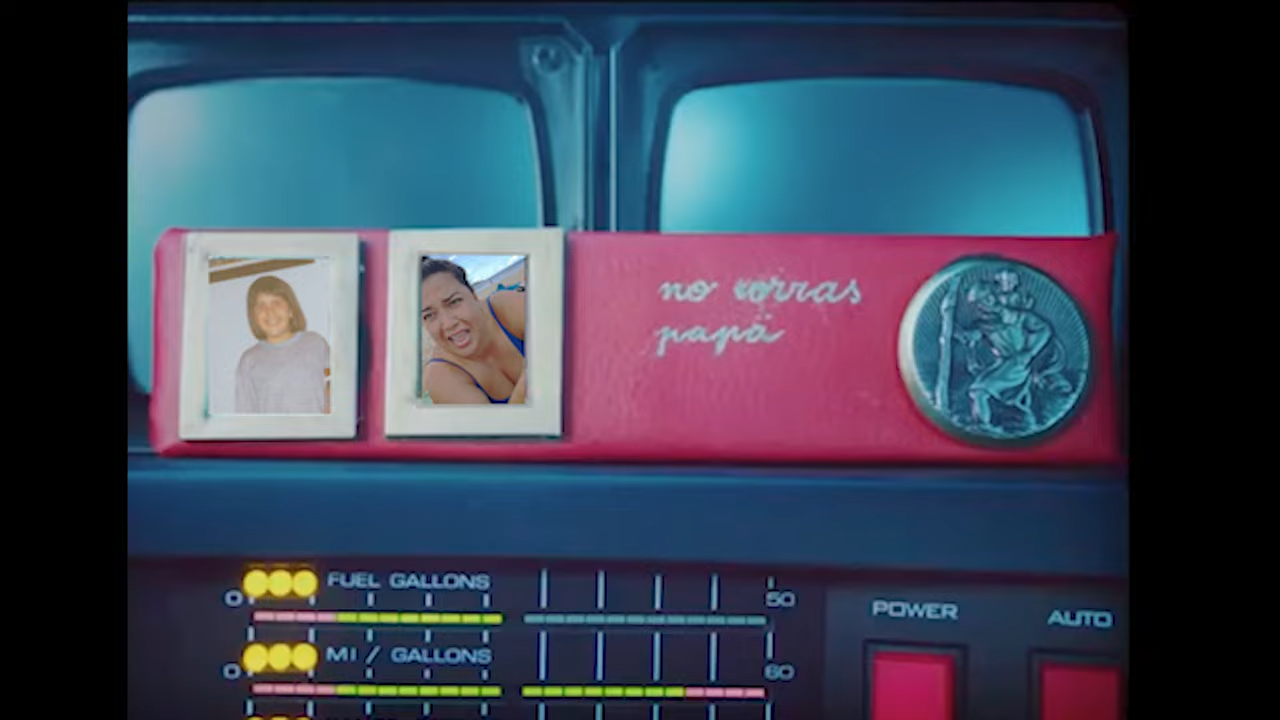 no corras
papá
FUEL GALLONS
0
50
MI / GALLONS
0
60
POWER
AUTO